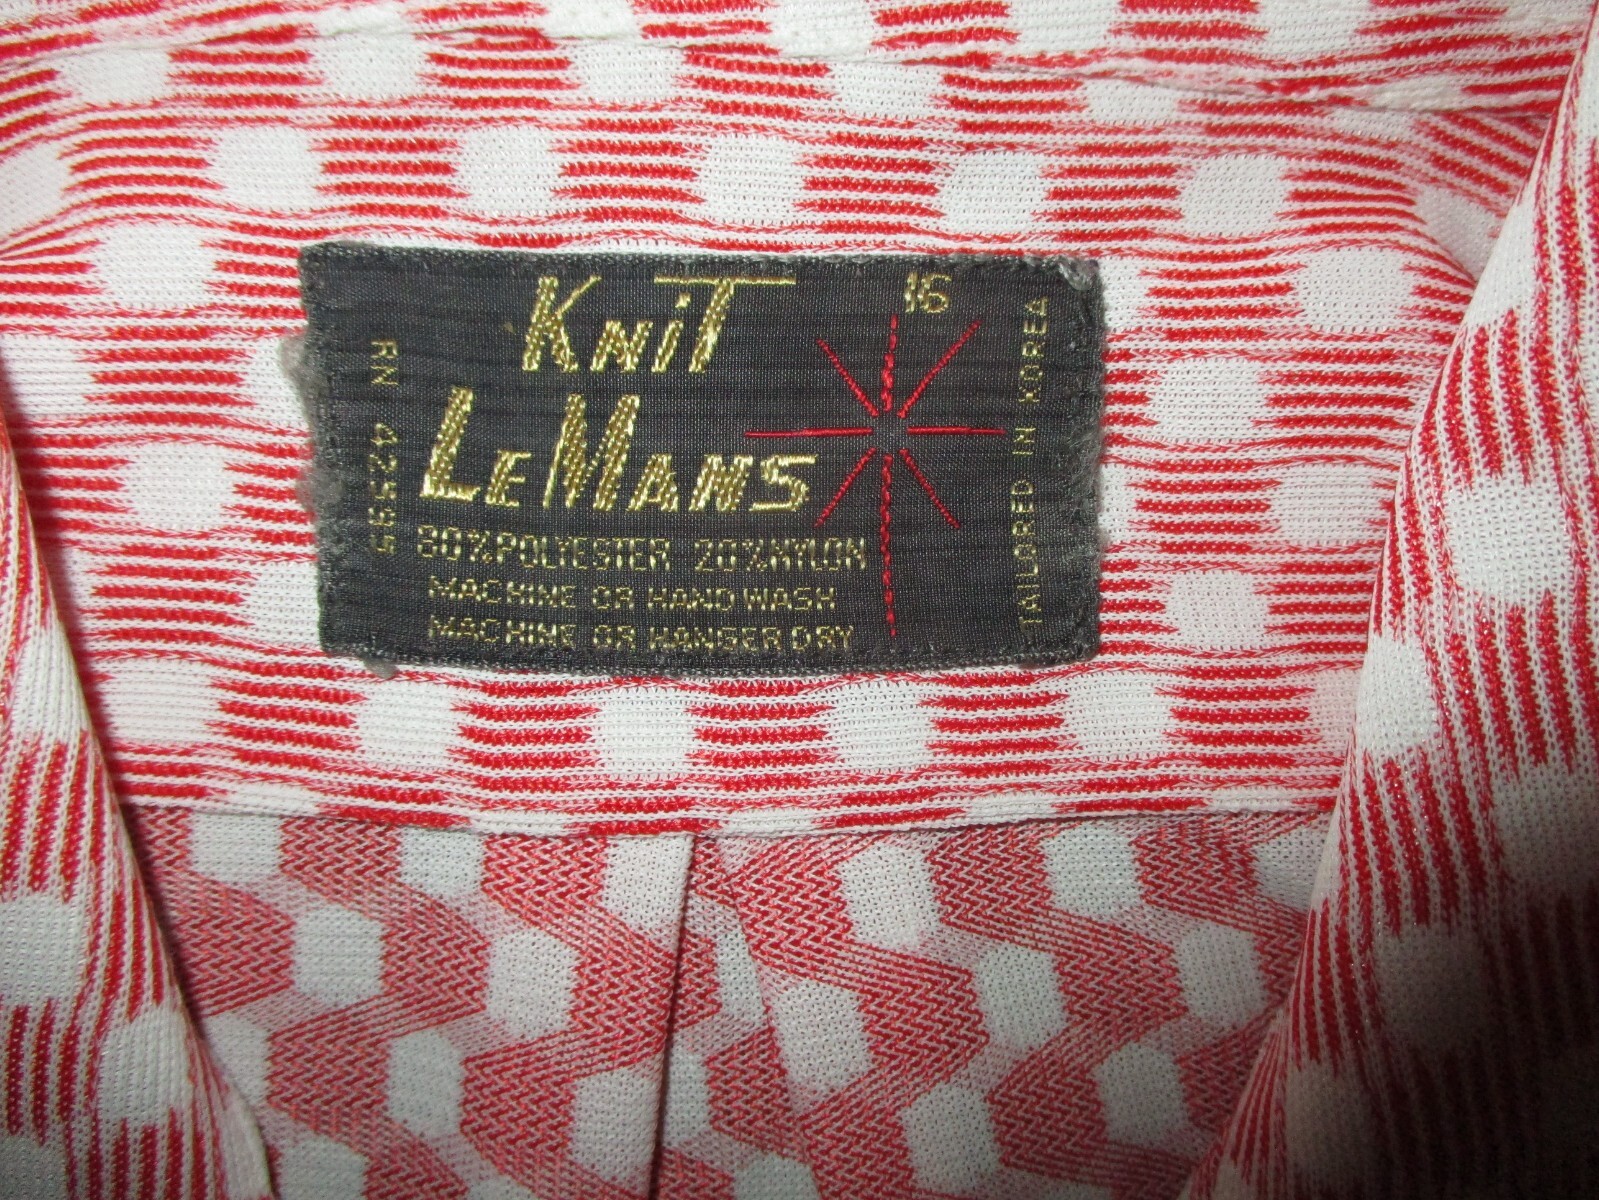 KNiT
LEMANS
16
80% POLYESTER 20% NYLON
MACHINE OR HAND WASH
MACHINE OR HANGER DRY
RN 42995
TAILORED IN KOREA